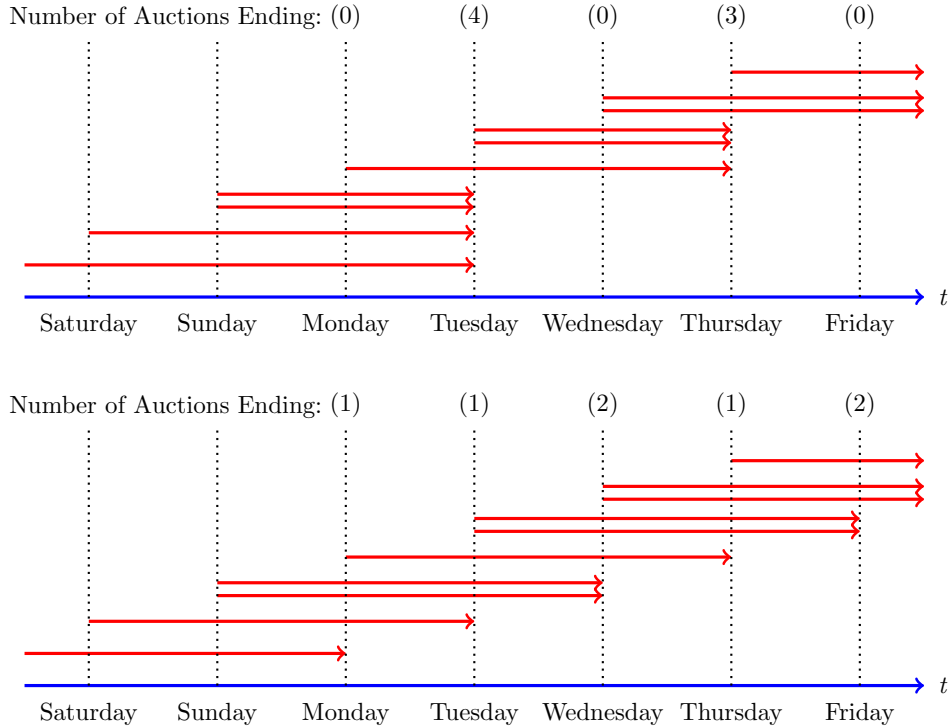 Number of Auctions Ending: (0) (4) (0) (3) (0)
t
Saturday Sunday Monday Tuesday Wednesday Thursday Friday
Number of Auctions Ending: (1) (1) (2) (1) (2)
t
Saturday Sunday Monday Tuesday Wednesday Thursday Friday